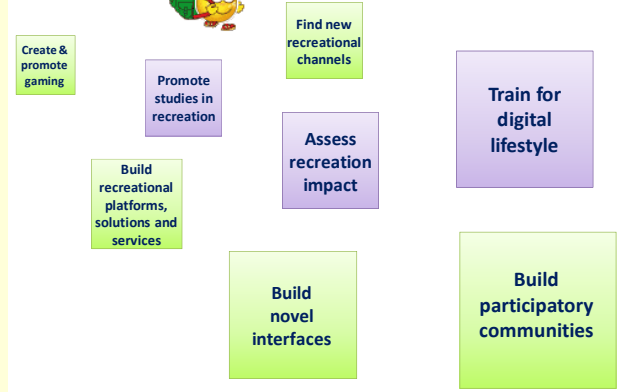 Create &
promote
gaming
Promote
studies in
recreation
Find new
recreational
channels
Assess
recreation
impact
Train for
digital
lifestyle
Build
recreational
platforms,
solutions and
services
Build
novel
interfaces
Build
participatory
communities